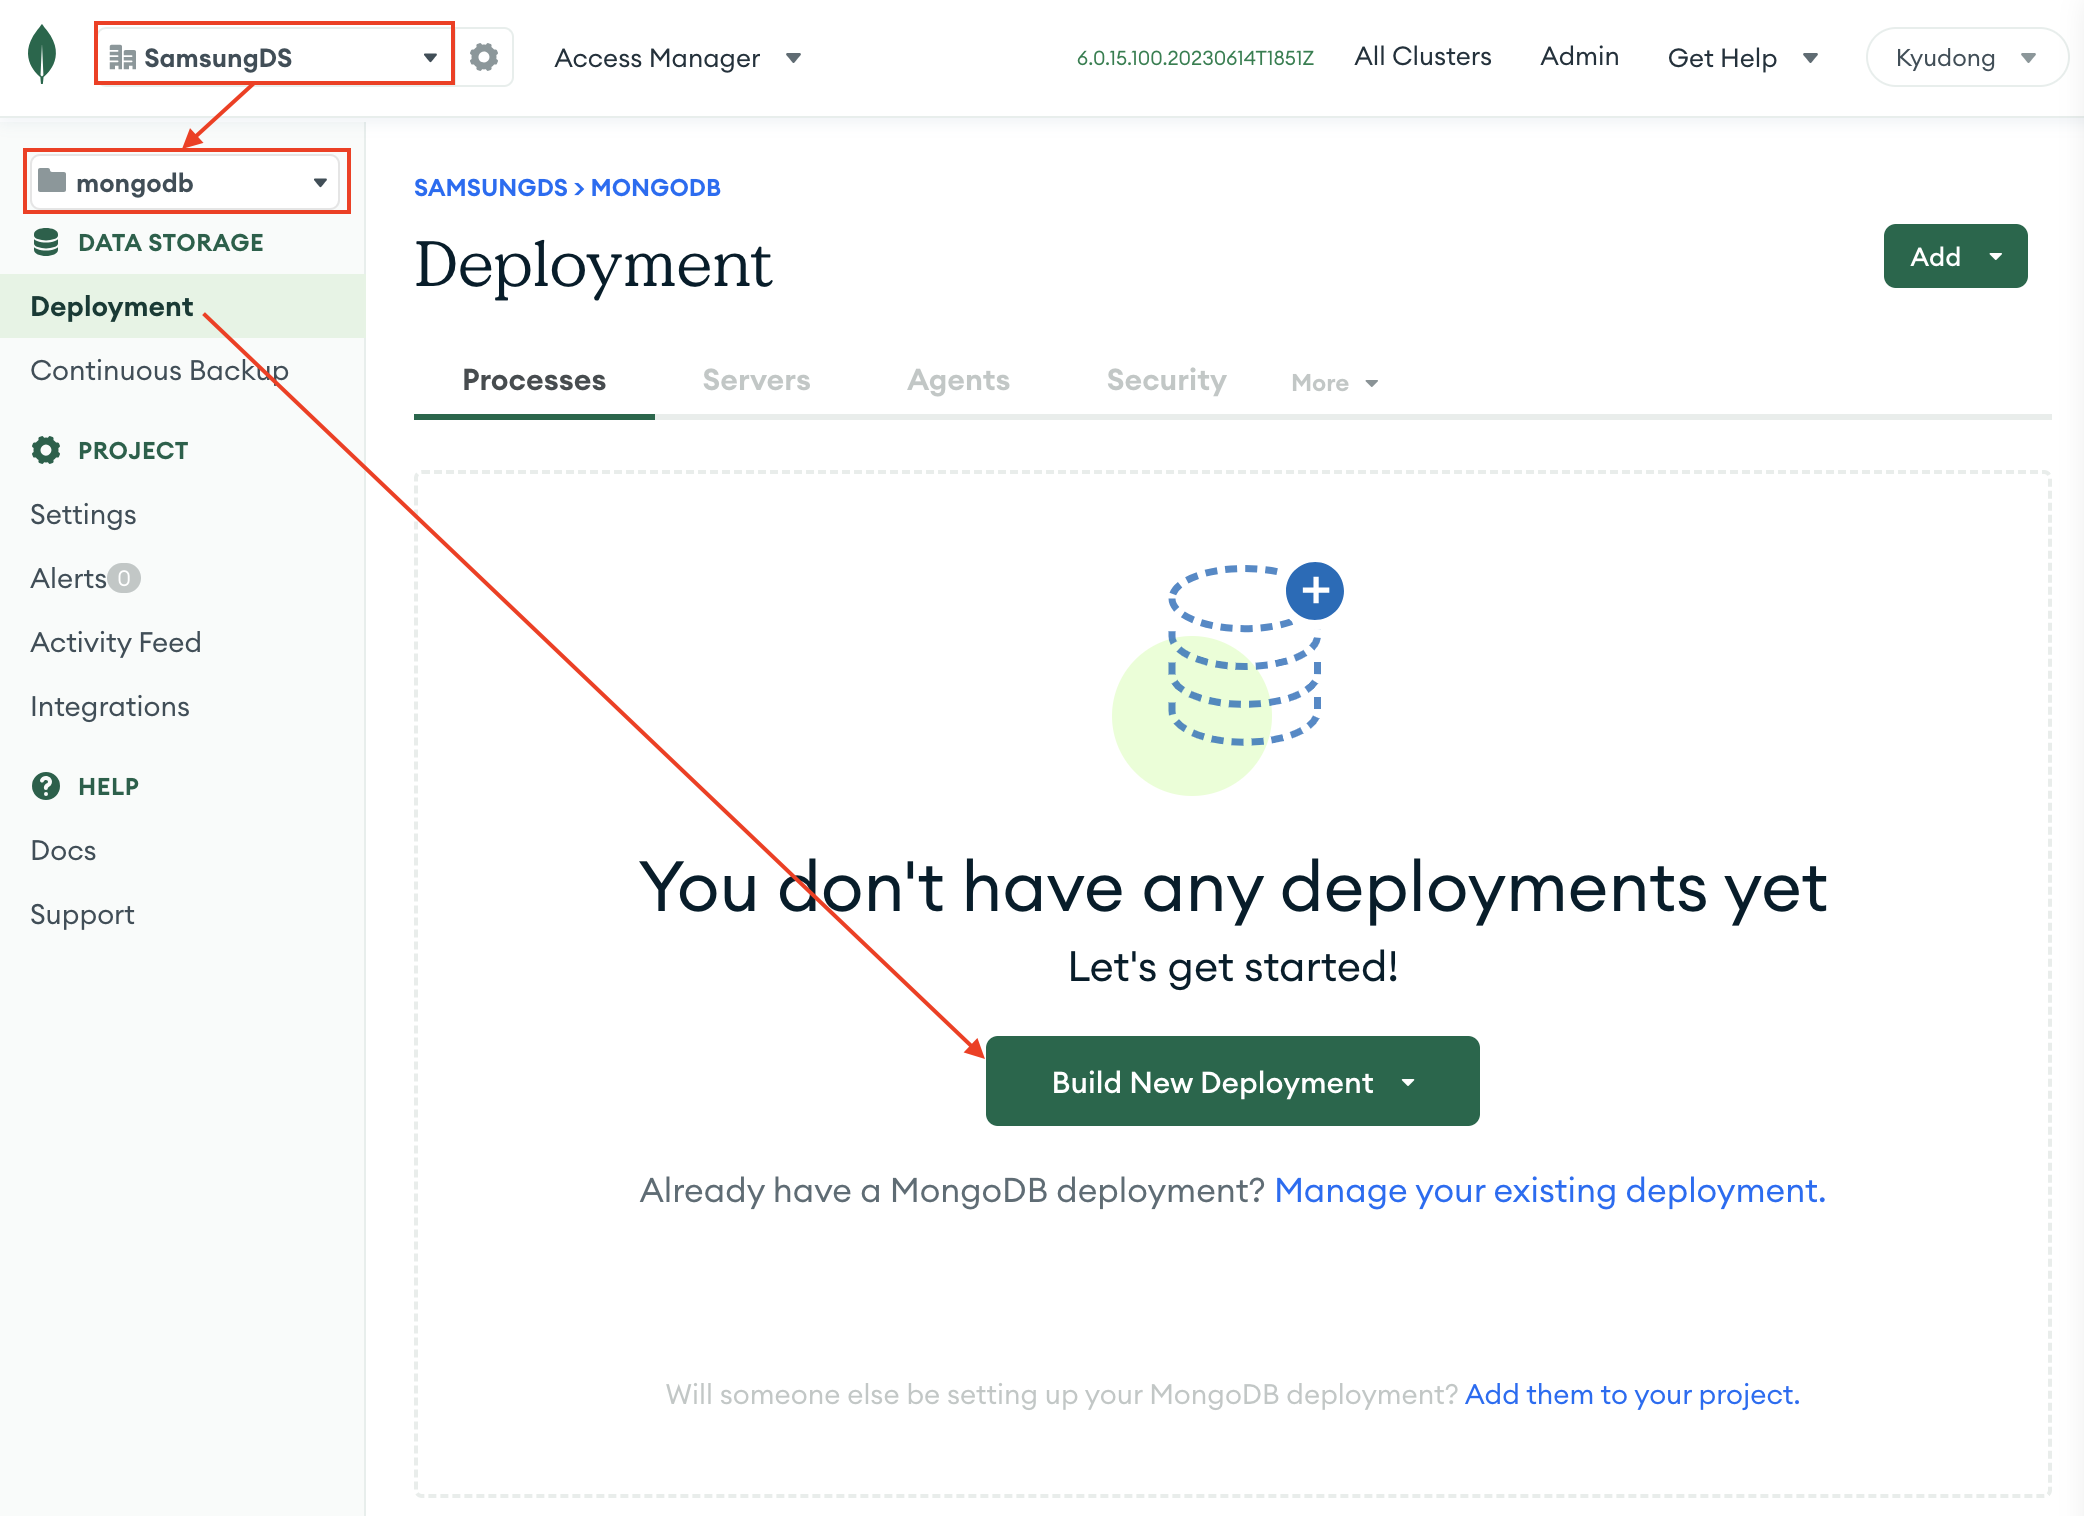 SamsungDS
Access Manager
6.0.15.100.20230614T1851Z
All Clusters
Admin
Get Help
Kyudong
mongodb
DATA STORAGE
Deployment
Continuous Backup
PROJECT
Settings
Alerts 0
Activity Feed
Integrations
HELP
Docs
Support
SAMSUNGDS > MONGODB
Deployment
Add
Processes
Servers
Agents
Security
More
You don't have any deployments yet
Let's get started!
Build New Deployment
Already have a MongoDB deployment? Manage your existing deployment.
Will someone else be setting up your MongoDB deployment? Add them to your project.